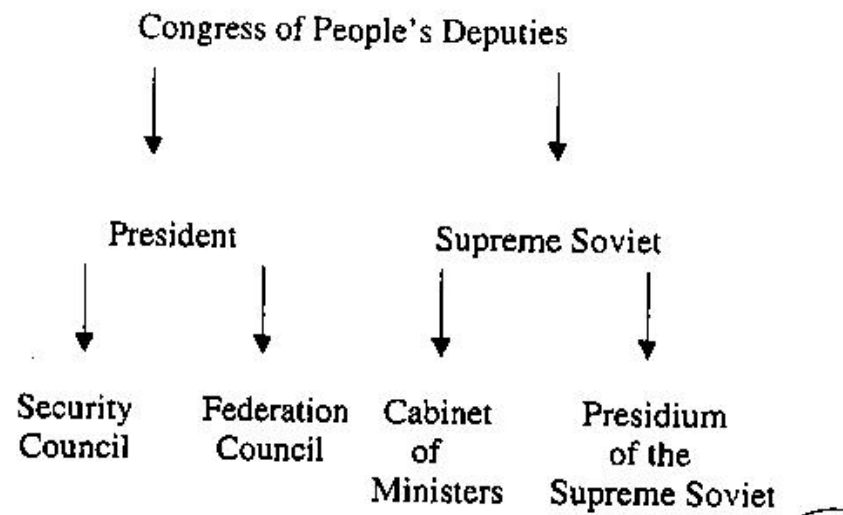 Congress of People's Deputies
President
Supreme Soviet
Security
Council
Federation
Council
Cabinet
of
Ministers
Presidium
of the
Supreme Soviet